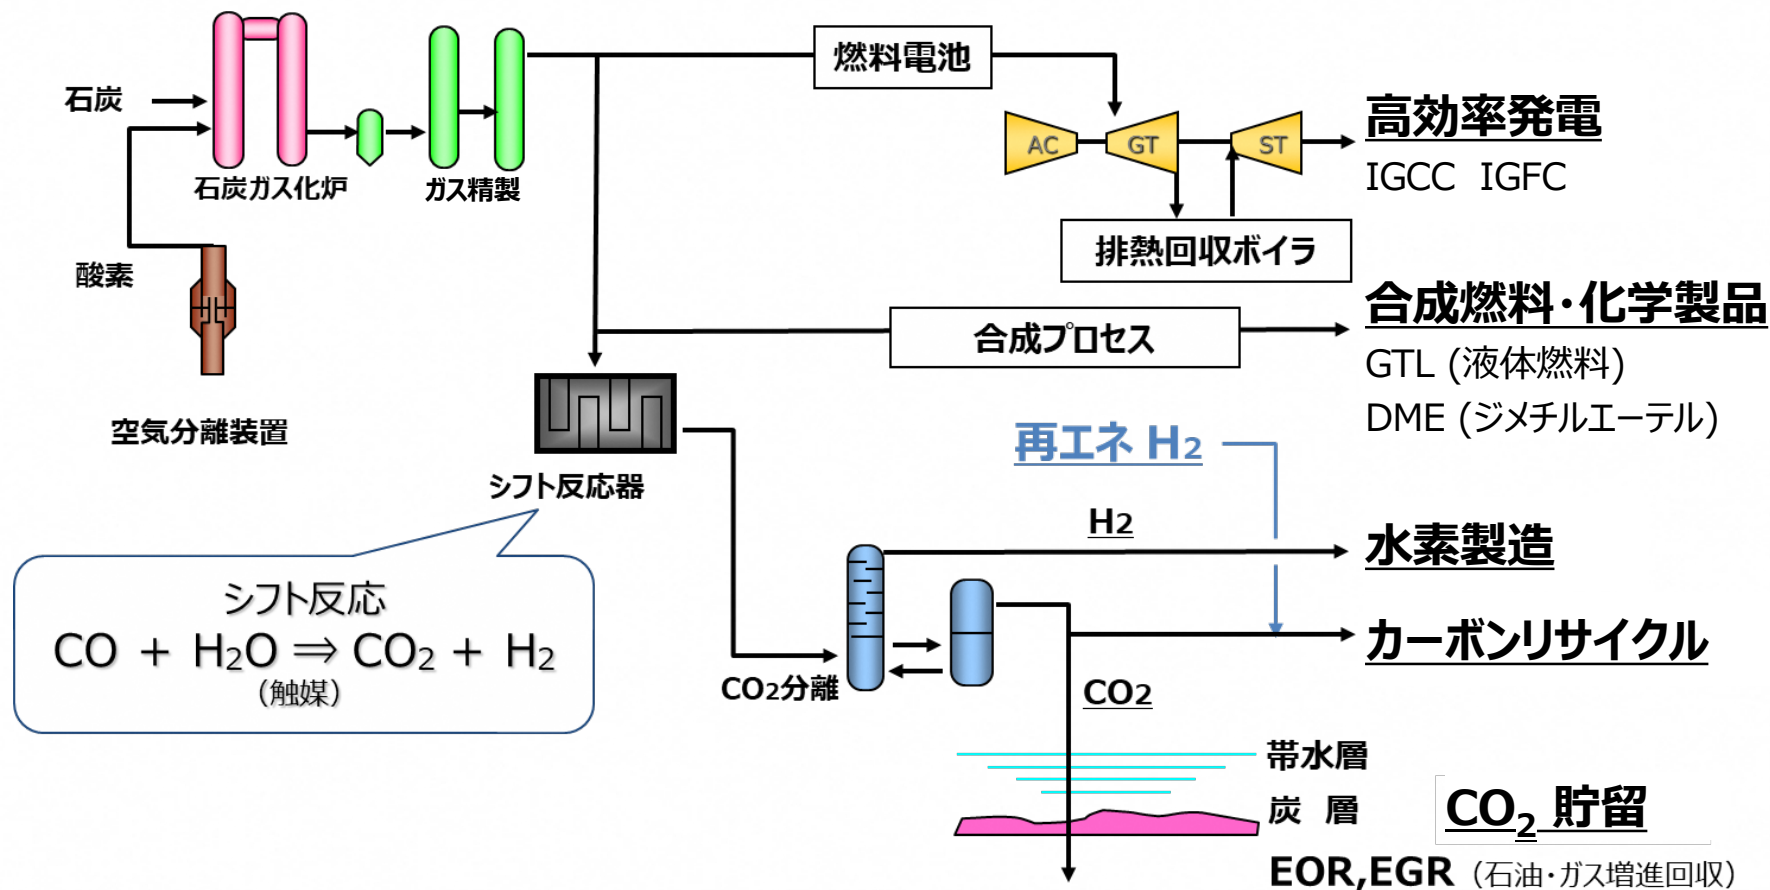 燃料電池
石炭
高効率発電
AC
GT
ST
IGCC IGFC
石炭ガス化炉
ガス精製
排熱回収ボイラ
酸素
合成燃料・化学製品
合成プロセス
GTL (液体燃料)
DME (ジメチルエーテル)
空気分離装置
再エネ H2
シフト反応器
H2
水素製造
シフト反応
CO + H2O ⇒ CO2 + H2
(触媒)
カーボンリサイクル
CO2分離
CO2
帯水層
炭 層
CO2 貯留
EOR,EGR (石油・ガス増進回収)